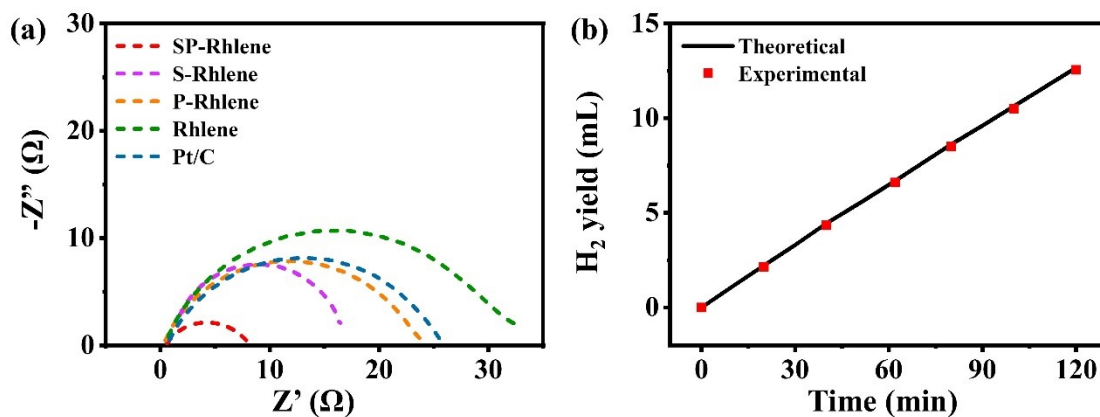 (a)
30
20
10
0
-Z” (Ω)
SP-Rhlene
S-Rhlene
P-Rhlene
Rhlene
Pt/C
0 10 20 30
Z’ (Ω)
(b)
15
10
5
0
H₂ yield (mL)
Theoretical
Experimental
0 30 60 90 120
Time (min)